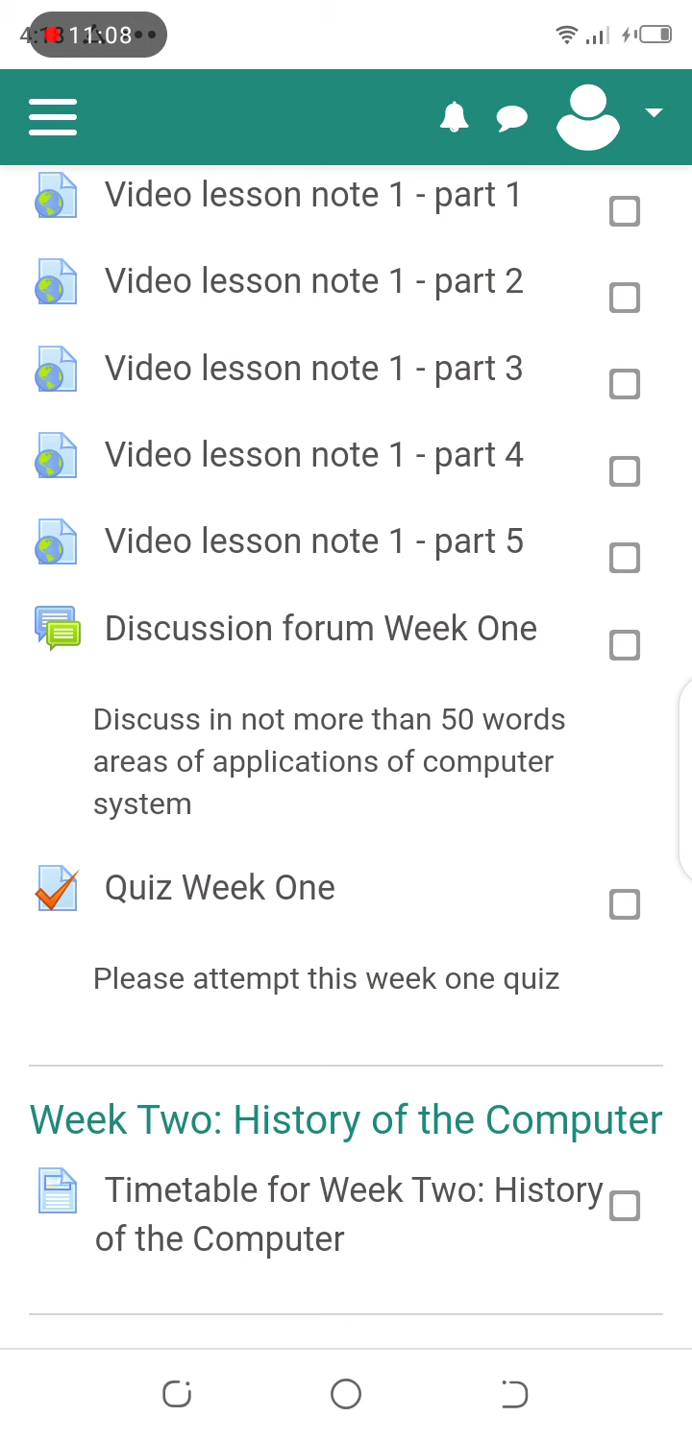 11:08
Video lesson note 1 - part 1
Video lesson note 1 - part 2
Video lesson note 1 - part 3
Video lesson note 1 - part 4
Video lesson note 1 - part 5
Discussion forum Week One
Discuss in not more than 50 words
areas of applications of computer
system
Quiz Week One
Please attempt this week one quiz
Week Two: History of the Computer
Timetable for Week Two: History
of the Computer